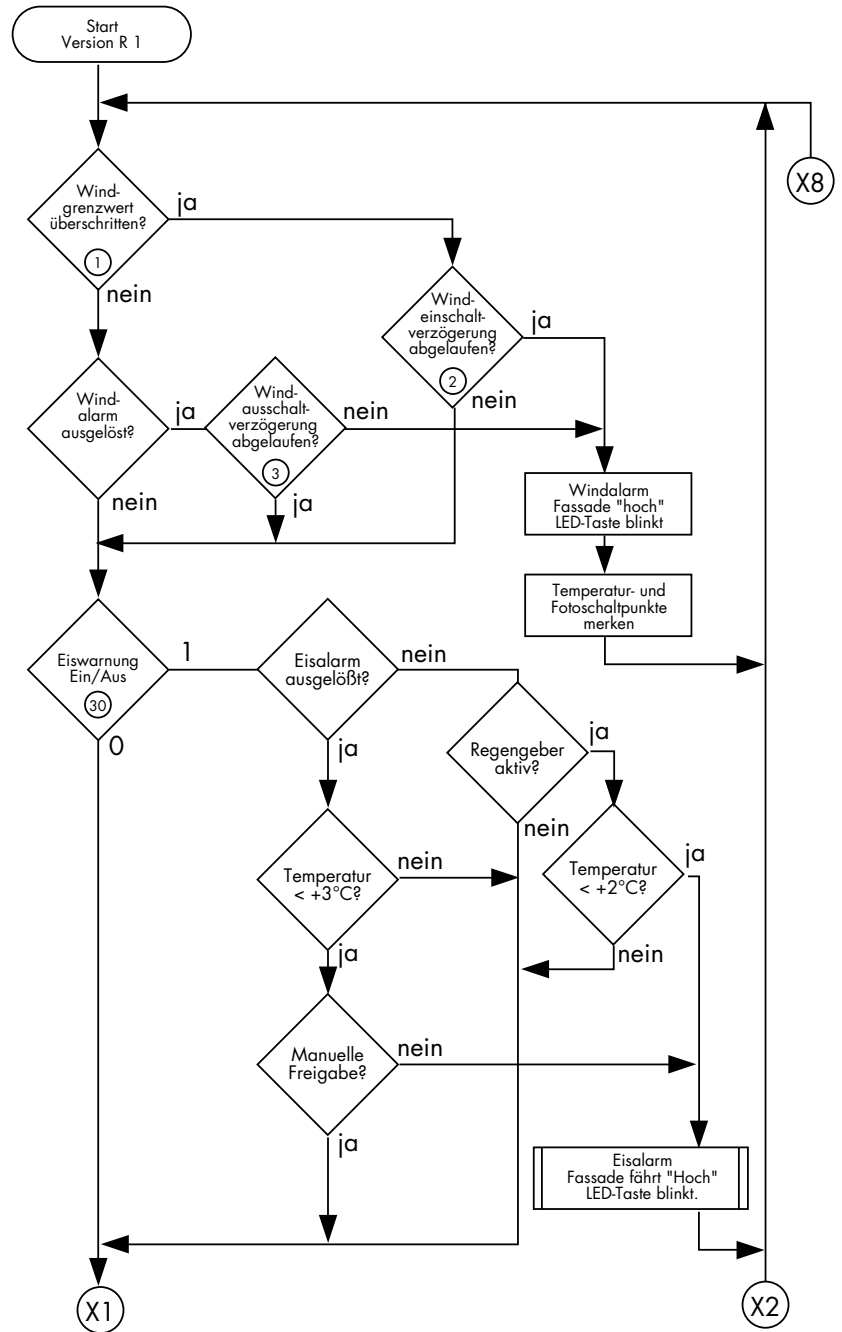 Start
Version R 1
X8
Wind-
grenzwert
überschritten?
1
ja
nein
Wind-
einschalt-
verzögerung
abgelaufen?
2
ja
nein
Wind-
alarm
ausgelöst?
ja
nein
Wind-
ausschalt-
verzögerung
abgelaufen?
3
nein
ja
Windalarm
Fassade "hoch"
LED-Taste blinkt
Temperatur- und
Fotoschaltpunkte
merken
Eiswarnung
Ein/Aus
30
1
0
Eisalarm
ausgelößt?
nein
ja
Regengeber
aktiv?
ja
nein
Temperatur
< +3°C?
nein
ja
Temperatur
< +2°C?
ja
nein
Manuelle
Freigabe?
nein
ja
Eisalarm
Fassade fährt "Hoch"
LED-Taste blinkt.
X1
X2